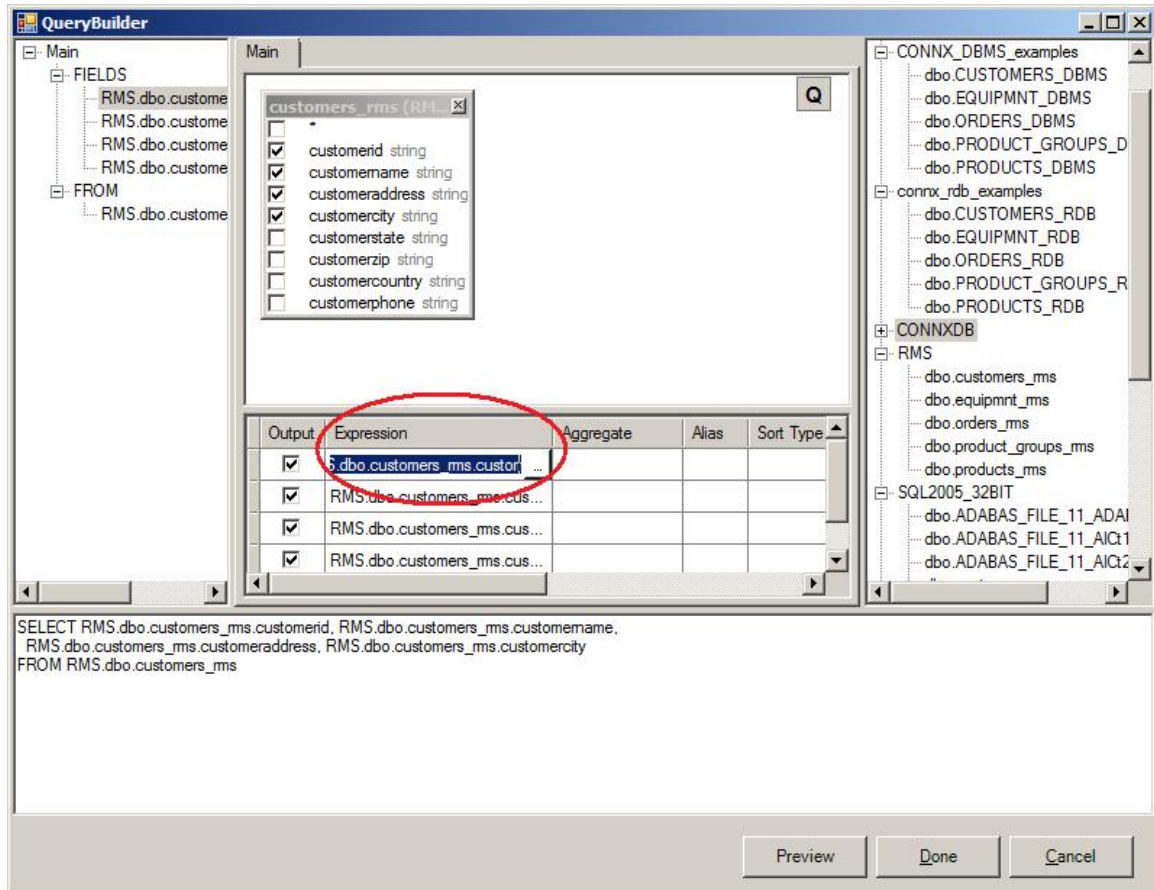 QueryBuilder
Main
FIELDS
RMS.dbo.custome
RMS.dbo.custome
RMS.dbo.custome
RMS.dbo.custome
FROM
RMS.dbo.custome
Main
Q
customers_rms (RM...
*
customerid string
customername string
customeraddress string
customercity string
customerstate string
customerzip string
customercountry string
customerphone string
Output Expression Aggregate Alias Sort Type
S.dbo.customers_rms.custor ...
RMS.dbo.customers_rms.cus...
RMS.dbo.customers_rms.cus...
RMS.dbo.customers_rms.cus...
CONNX_DBMS_examples
dbo.CUSTOMERS_DBMS
dbo.EQUIPMNT_DBMS
dbo.ORDERS_DBMS
dbo.PRODUCT_GROUPS_D
dbo.PRODUCTS_DBMS
connx_rdb_examples
dbo.CUSTOMERS_RDB
dbo.EQUIPMNT_RDB
dbo.ORDERS_RDB
dbo.PRODUCT_GROUPS_R
dbo.PRODUCTS_RDB
CONNXDB
RMS
dbo.customers_rms
dbo.equipmnt_rms
dbo.orders_rms
dbo.product_groups_rms
dbo.products_rms
SQL2005_32BIT
dbo.ADABAS_FILE_11_ADAI
dbo.ADABAS_FILE_11_AICt1
dbo.ADABAS_FILE_11_AICt2
SELECT RMS.dbo.customers_rms.customerid, RMS.dbo.customers_rms.customername,
RMS.dbo.customers_rms.customeraddress, RMS.dbo.customers_rms.customercity
FROM RMS.dbo.customers_rms
Preview Done Cancel